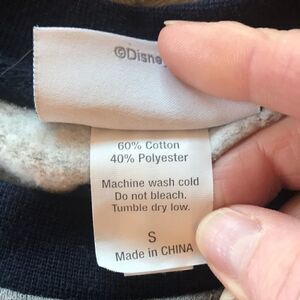 ©Disney
60% Cotton
40% Polyester
Machine wash cold
Do not bleach.
Tumble dry low.
S
Made in CHINA